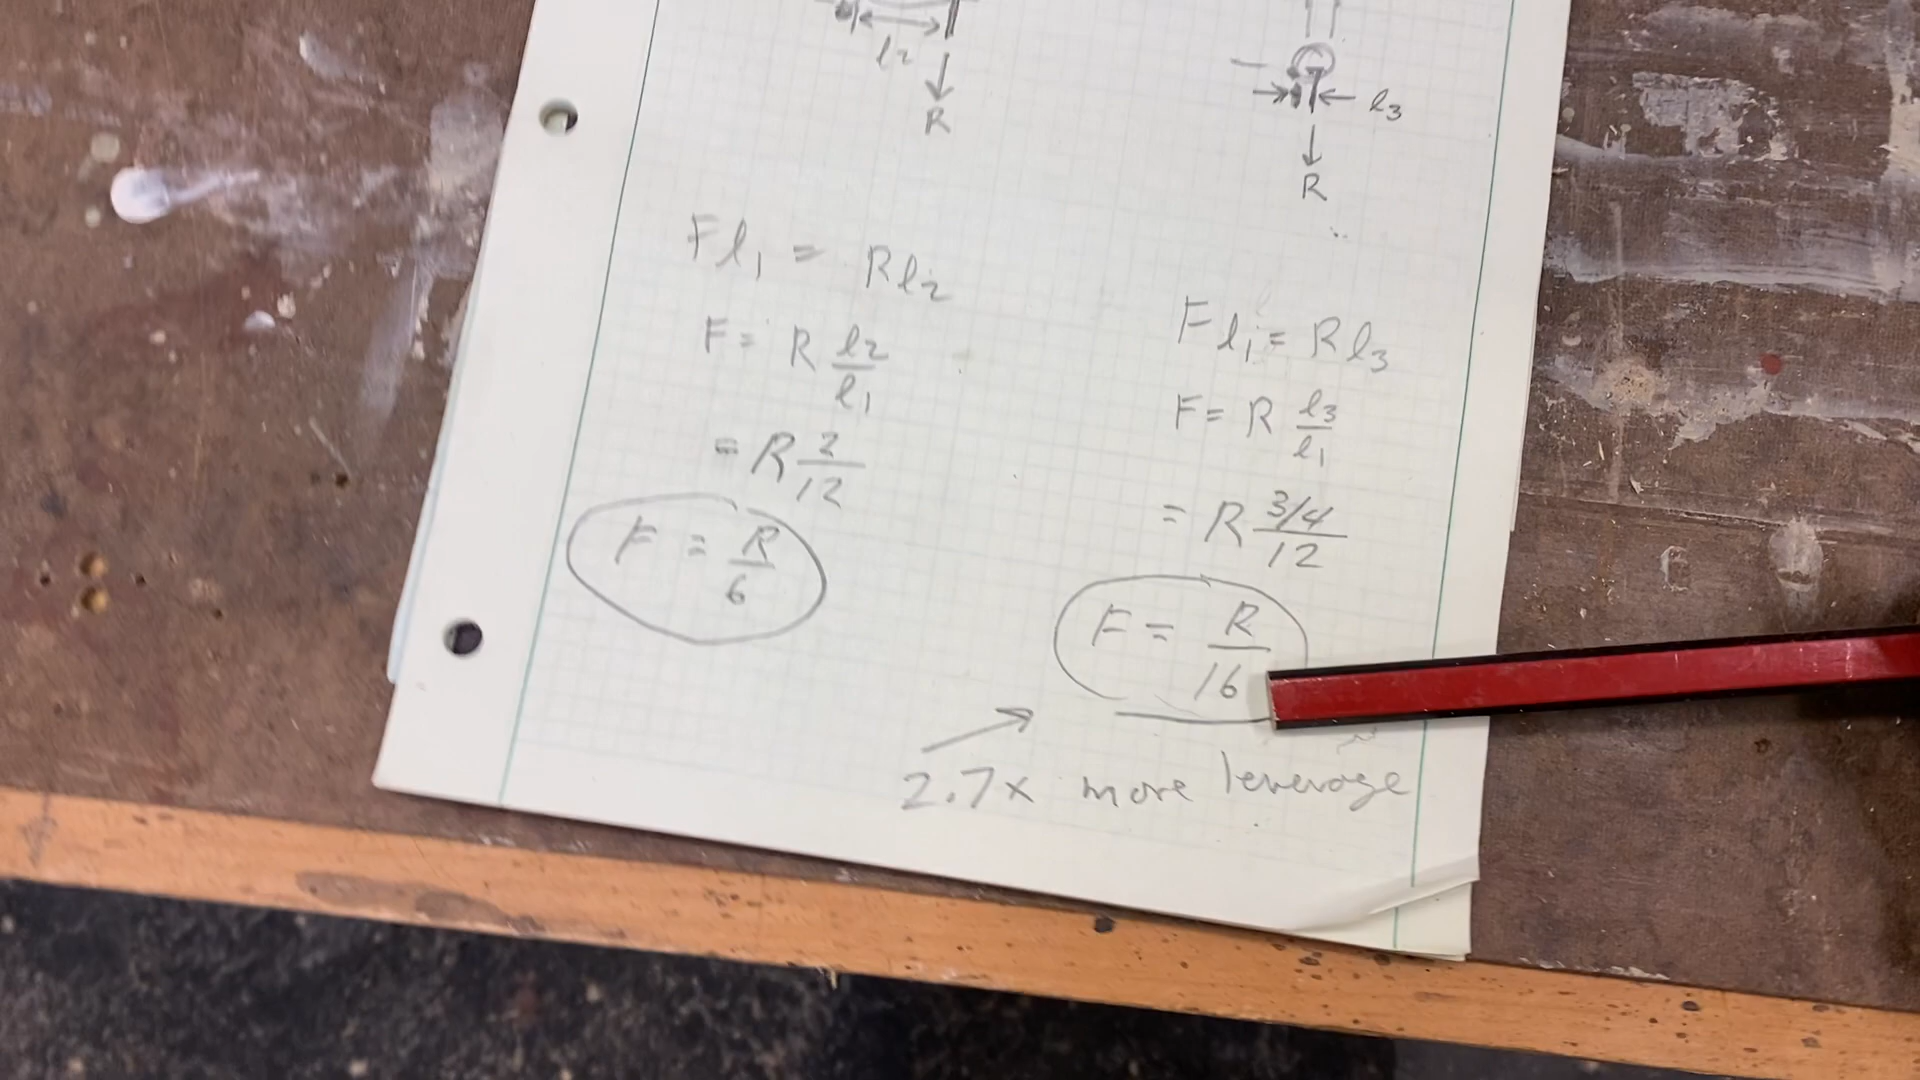 l2
R
l3
R
Fl1 = Rl2
F = R l2/l1
= R 2/12
F = R/6
Fl1 = Rl3
F = R l3/l1
= R 3/4/12
F = R/16
2.7x more leverage